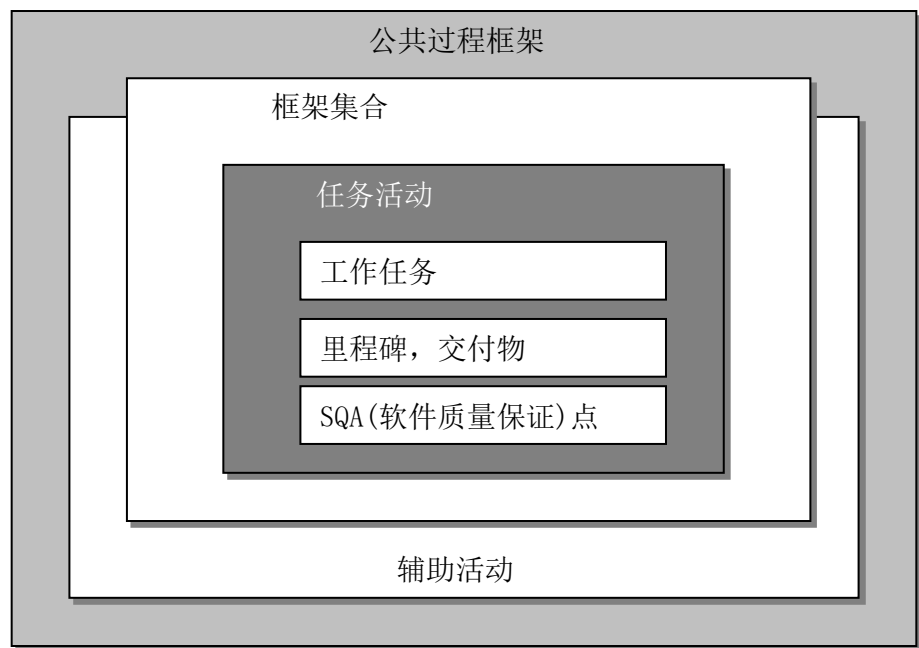 公共过程框架
框架集合
任务活动
工作任务
里程碑，交付物
SQA(软件质量保证)点
辅助活动